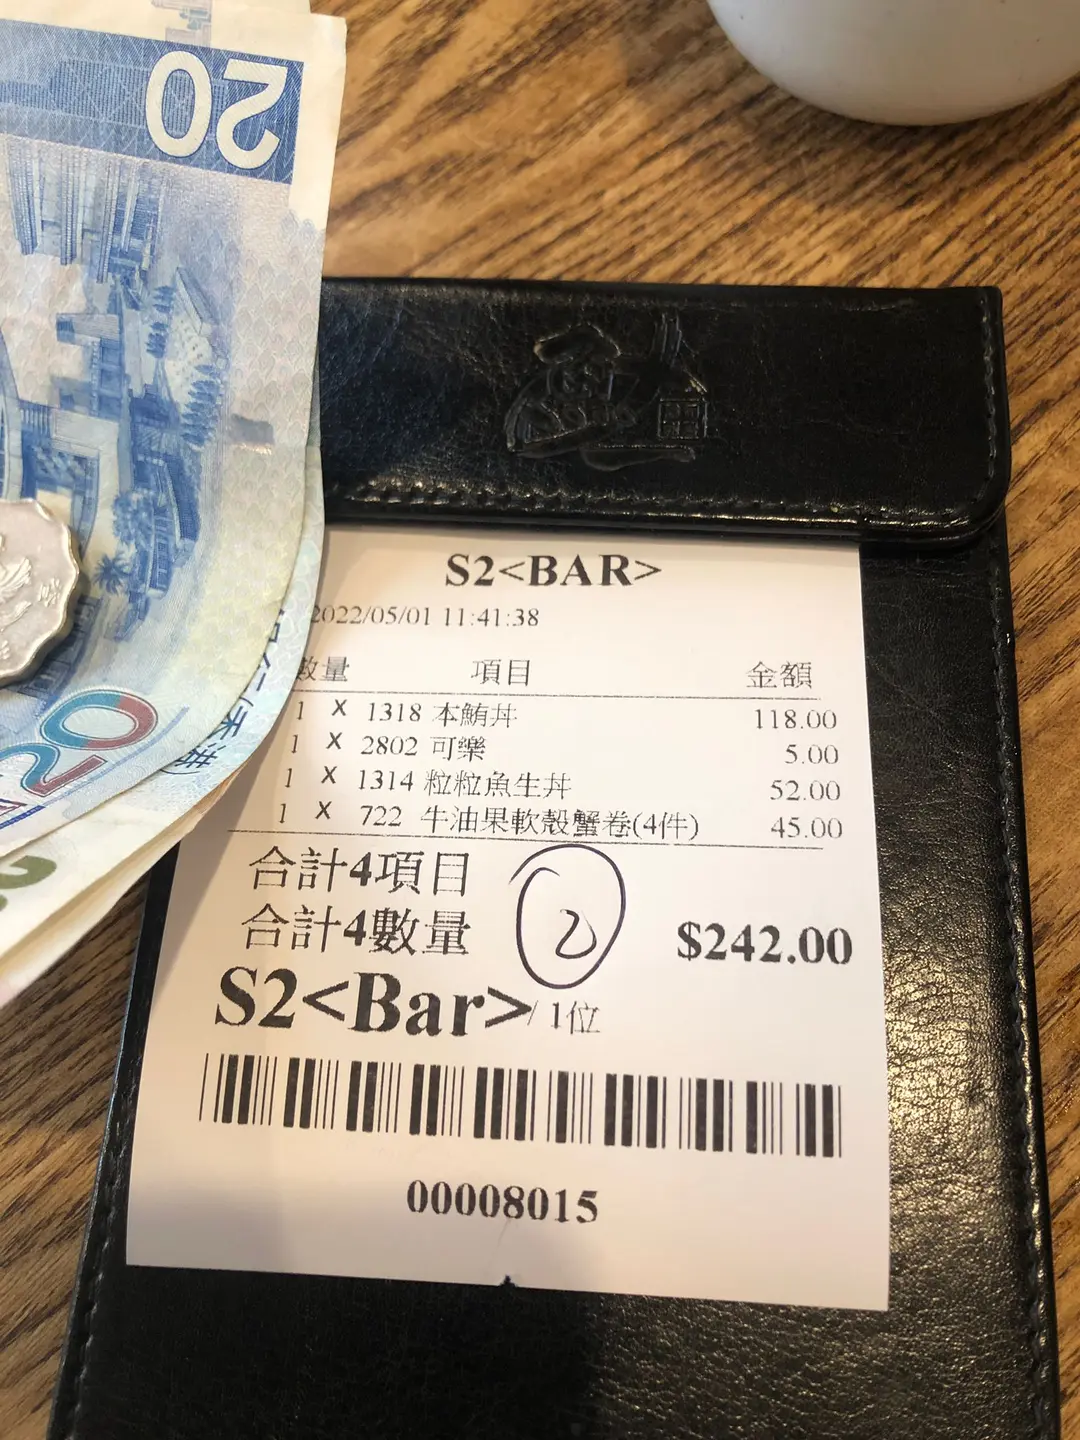 20
S2<BAR>
2022/05/01 11:41:38
數量 項目 金額
1 X 1318 本鮪丼 118.00
1 X 2802 可樂 5.00
1 X 1314 粒粒魚生丼 52.00
1 X 722 牛油果軟殼蟹卷(4件) 45.00
合計4項目
合計4數量 $242.00
2
S2<Bar>/ 1位
00008015
20